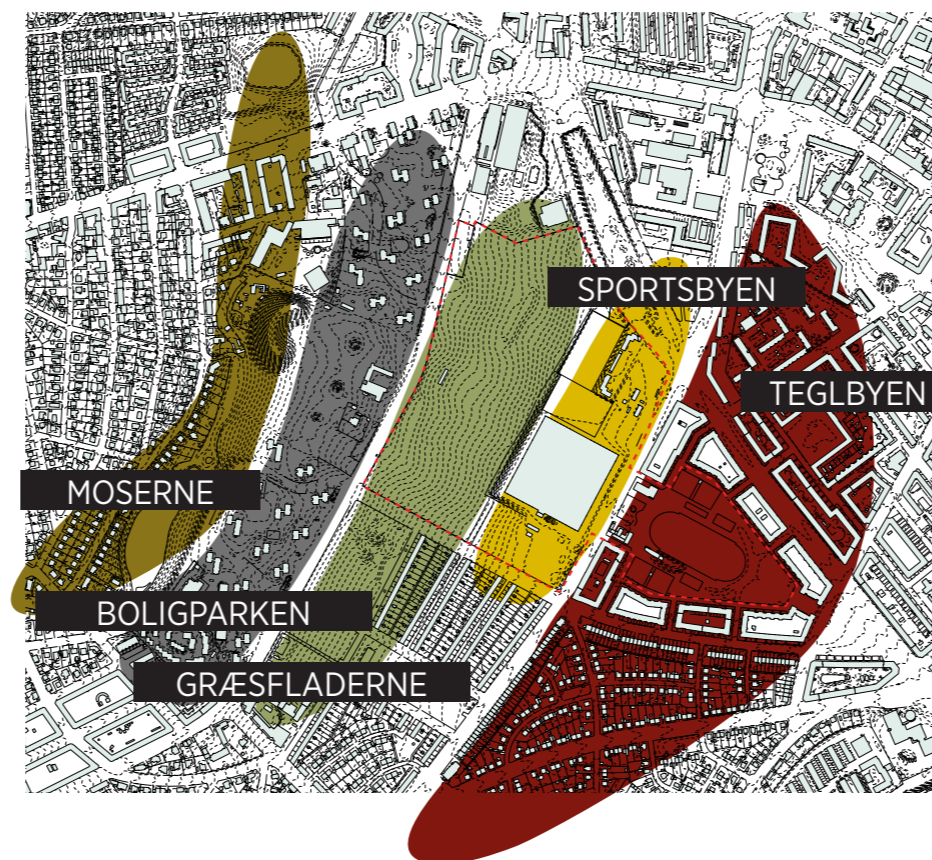 SPORTSBYEN
TEGLBYEN
MOSERNE
BOLIGPARKEN
GRÆSFLADERNE